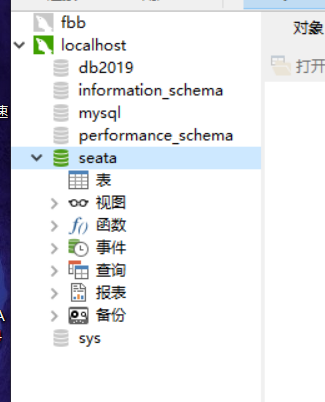 fbb
localhost
对象
db2019
打开
information_schema
mysql
performance_schema
seata
表
视图
f() 函数
事件
查询
报表
备份
sys